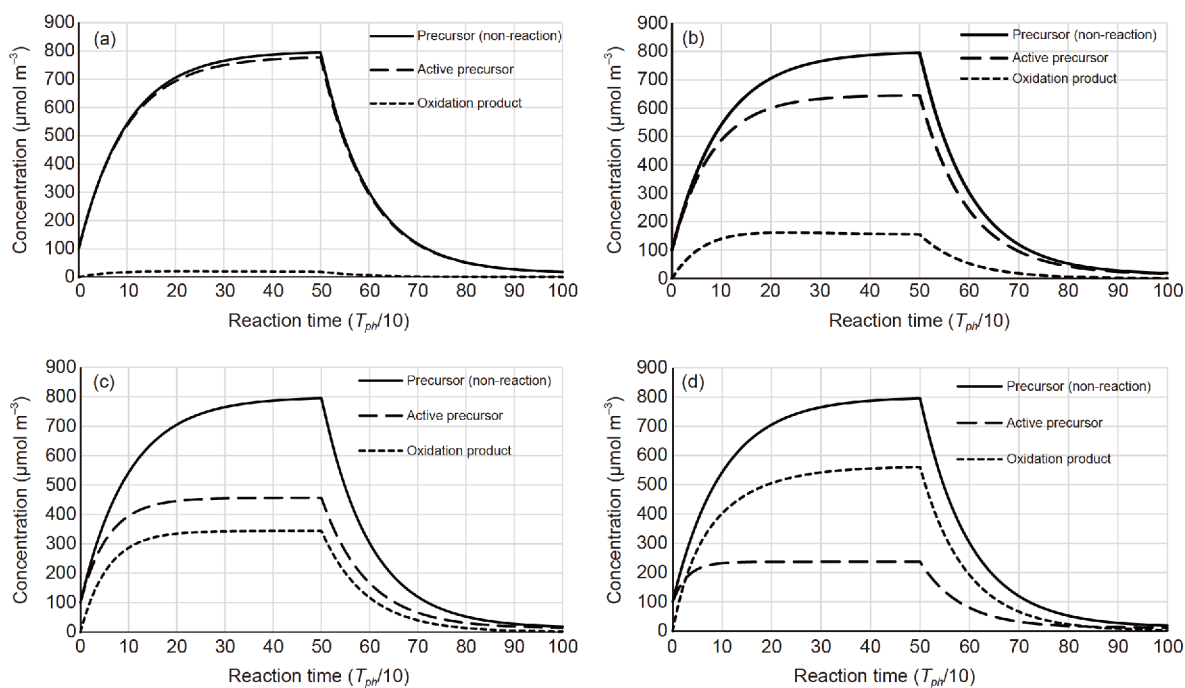 (a)
Precursor (non-reaction)
Active precursor
Oxidation product
900
800
700
600
500
400
300
200
100
0
Concentration (μmol m⁻³)
0 10 20 30 40 50 60 70 80 90 100
Reaction time (Tph/10)
(b)
Precursor (non-reaction)
Active precursor
Oxidation product
900
800
700
600
500
400
300
200
100
0
Concentration (μmol m⁻³)
0 10 20 30 40 50 60 70 80 90 100
Reaction time (Tph/10)
(c)
Precursor (non-reaction)
Active precursor
Oxidation product
900
800
700
600
500
400
300
200
100
0
Concentration (μmol m⁻³)
0 10 20 30 40 50 60 70 80 90 100
Reaction time (Tph/10)
(d)
Precursor (non-reaction)
Active precursor
Oxidation product
900
800
700
600
500
400
300
200
100
0
Concentration (μmol m⁻³)
0 10 20 30 40 50 60 70 80 90 100
Reaction time (Tph/10)